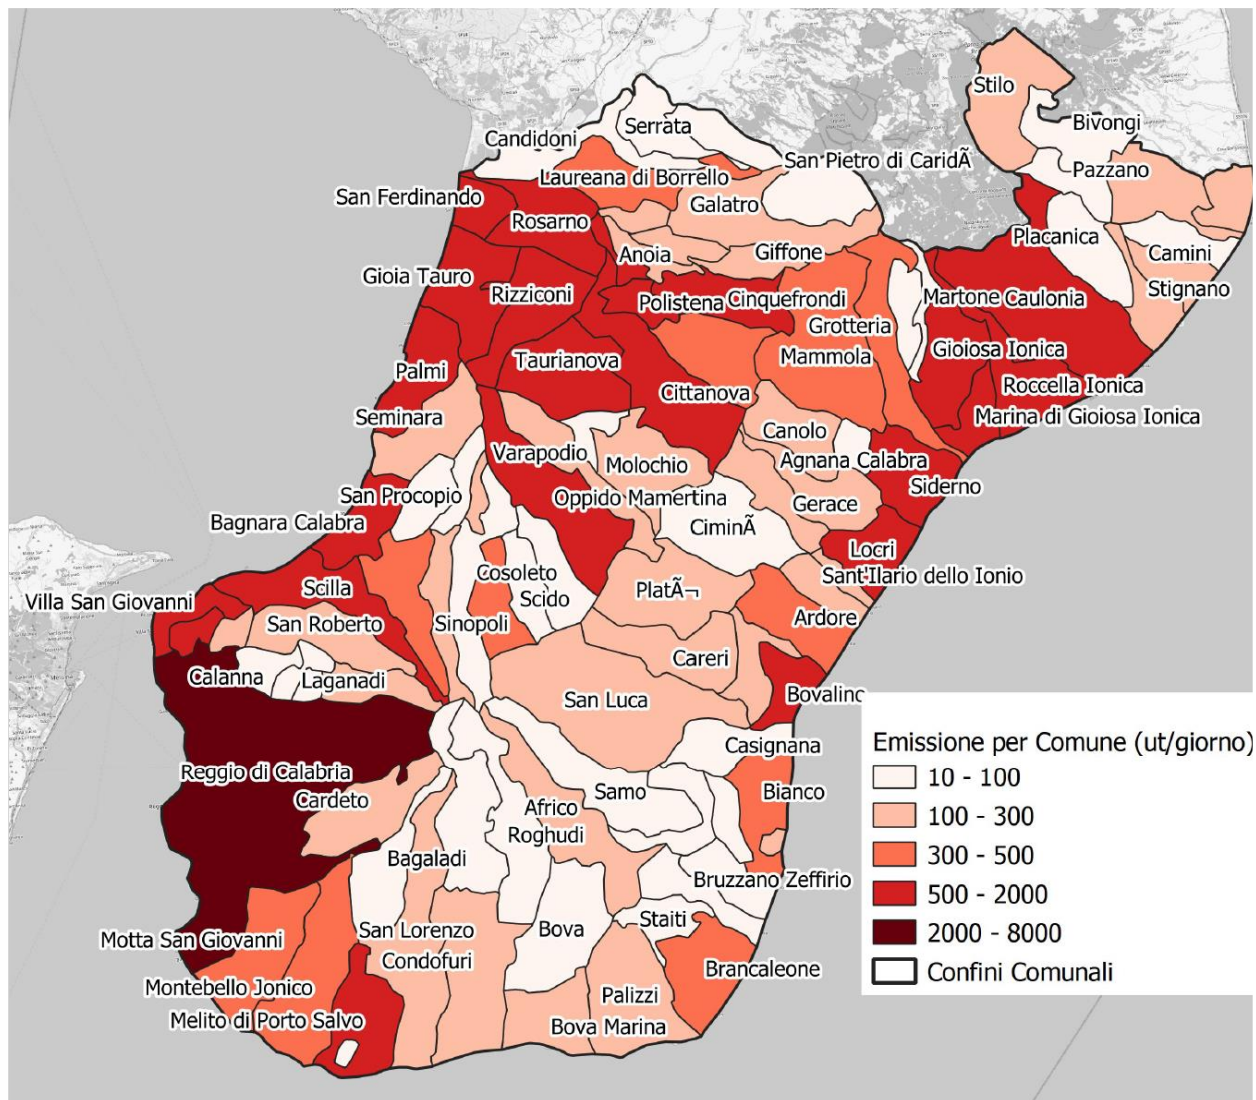 Stilo
Bivongi
Serrata
Candidoni
San Pietro di CaridÃ
Pazzano
Laureana di Borrello
San Ferdinando
Galatro
Rosarno
Placanica
Anoia
Giffone
Camini
Gioia Tauro
Stignano
Rizziconi
Polistena
Cinquefrondi
Martone
Caulonia
Grotteria
Gioiosa Ionica
Mammola
Taurianova
Palmi
Roccella Ionica
Cittanova
Seminara
Marina di Gioiosa Ionica
Canolo
Varapodio
Agnana Calabra
Molochio
Siderno
San Procopio
Oppido Mamertina
Gerace
Bagnara Calabra
CiminÃ
Locri
Cosoleto
Sant'Ilario dello Ionio
Scilla
PlatÃ¬
Scido
Villa San Giovanni
Ardore
San Roberto
Sinopoli
Careri
Calanna
Laganadi
San Luca
Bovalino
Casignana
Reggio di Calabria
Samo
Bianco
Cardeto
Africo
Roghudi
Bagaladi
Bruzzano Zeffirio
Staiti
San Lorenzo
Bova
Motta San Giovanni
Condofuri
Brancaleone
Montebello Jonico
Palizzi
Melito di Porto Salvo
Bova Marina
Emissione per Comune (ut/giorno)
10 - 100
100 - 300
300 - 500
500 - 2000
2000 - 8000
Confini Comunali